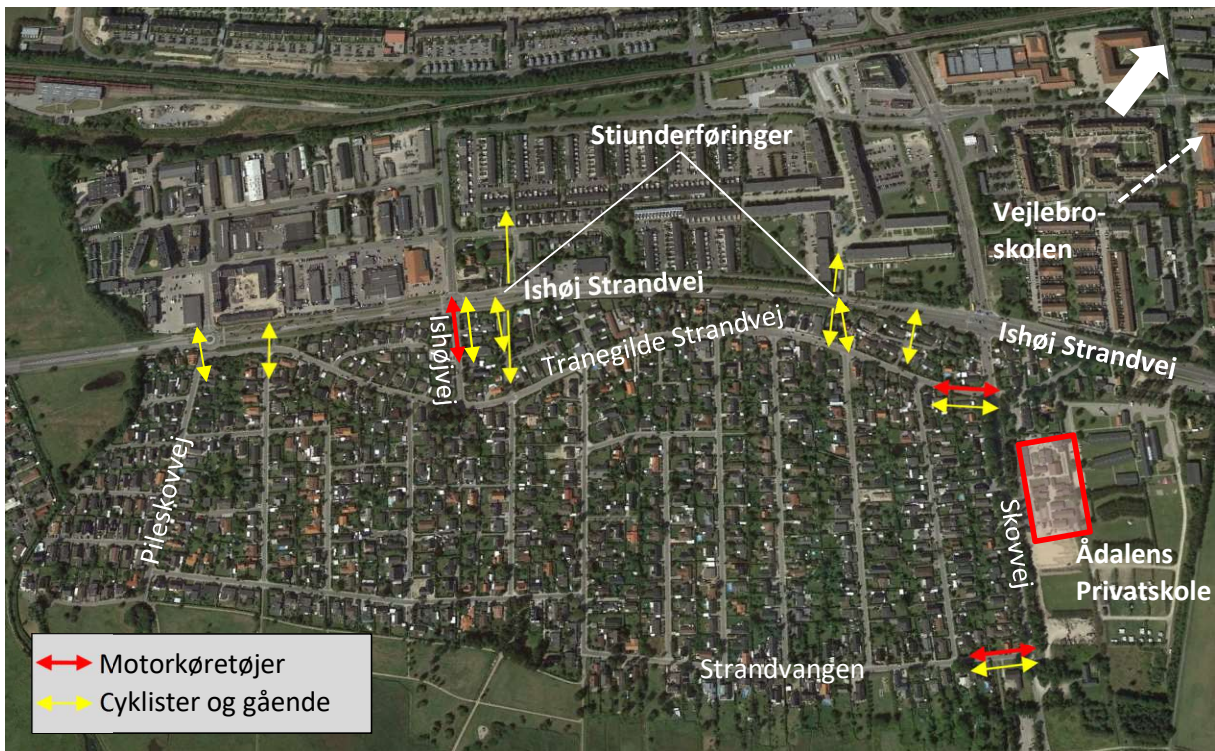 Stiunderføringer
Vejlebro-
skolen
Ishøj Strandvej
Ishøjvej
Tranegilde Strandvej
Ishøj Strandvej
Pileskovvej
Skovvej
Ådalens
Privatskole
Strandvangen
Motorkøretøjer
Cyklister og gående